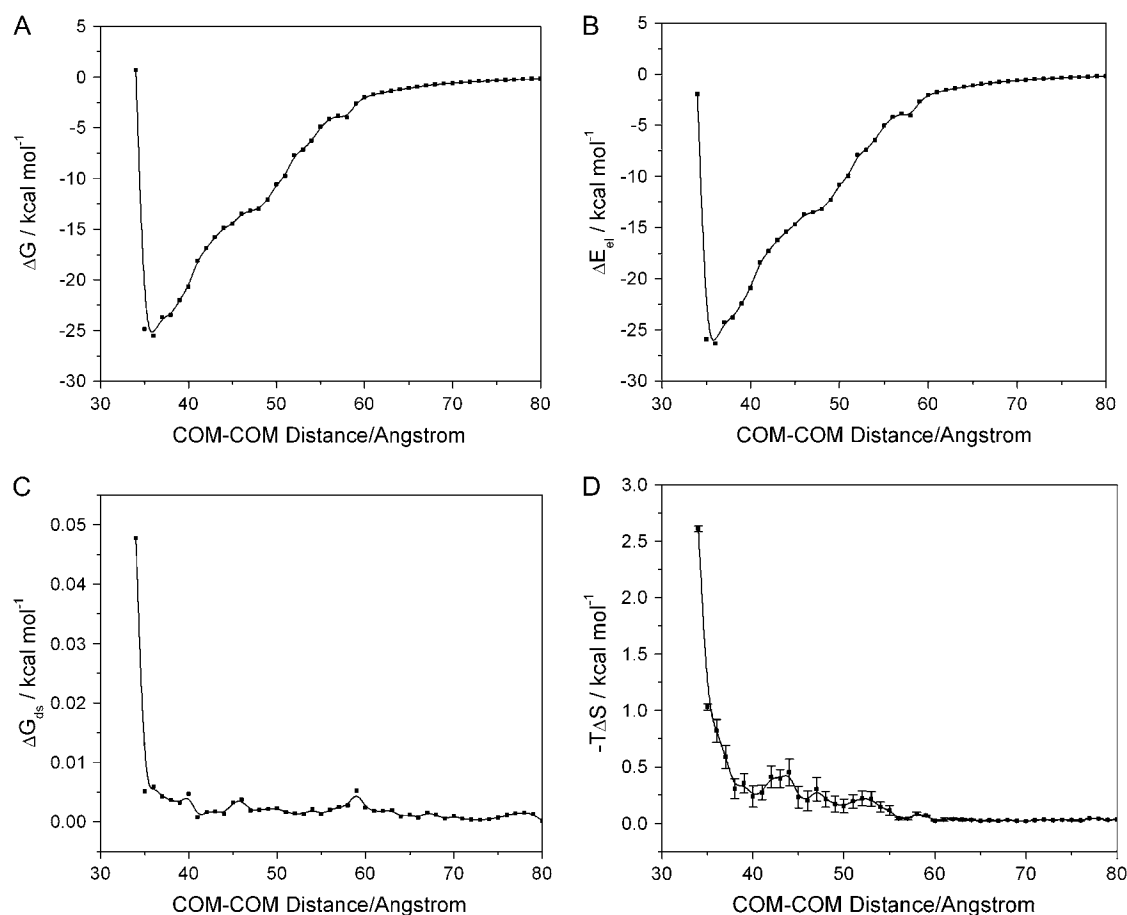 A
5
0
-5
-10
-15
-20
-25
-30
ΔG / kcal mol⁻¹
30 40 50 60 70 80
COM-COM Distance/Angstrom
B
5
0
-5
-10
-15
-20
-25
-30
ΔE_el / kcal mol⁻¹
30 40 50 60 70 80
COM-COM Distance/Angstrom
C
0.05
0.04
0.03
0.02
0.01
0.005
0.00
ΔG_ds / kcal mol⁻¹
30 40 50 60 70 80
COM-COM Distance/Angstrom
D
3.0
2.5
2.0
1.5
1.0
0.5
0.0
-TΔS / kcal mol⁻¹
30 40 50 60 70 80
COM-COM Distance/Angstrom